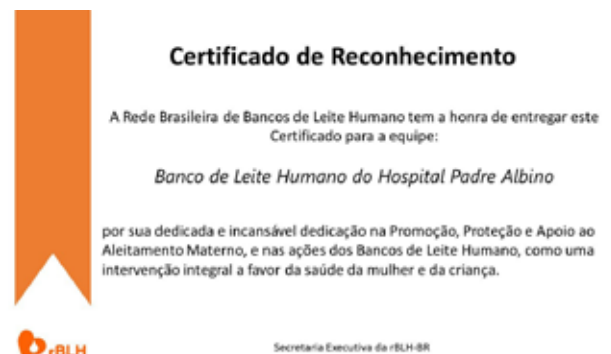 Certificado de Reconhecimento
A Rede Brasileira de Bancos de Leite Humano tem a honra de entregar este
Certificado para a equipe:
Banco de Leite Humano do Hospital Padre Albino
por sua dedicada e incansável dedicação na Promoção, Proteção e Apoio ao
Aleitamento Materno, e nas ações dos Bancos de Leite Humano, como uma
intervenção integral a favor da saúde da mulher e da criança.
rBLH
Secretaria Executiva da rBLH-BR